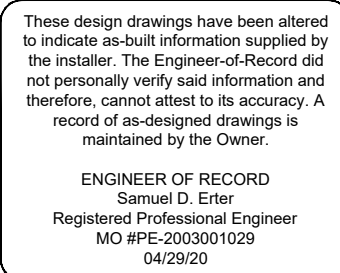 These design drawings have been altered
to indicate as-built information supplied by
the installer. The Engineer-of-Record did
not personally verify said information and
therefore, cannot attest to its accuracy. A
record of as-designed drawings is
maintained by the Owner.
ENGINEER OF RECORD
Samuel D. Erter
Registered Professional Engineer
MO #PE-2003001029
04/29/20